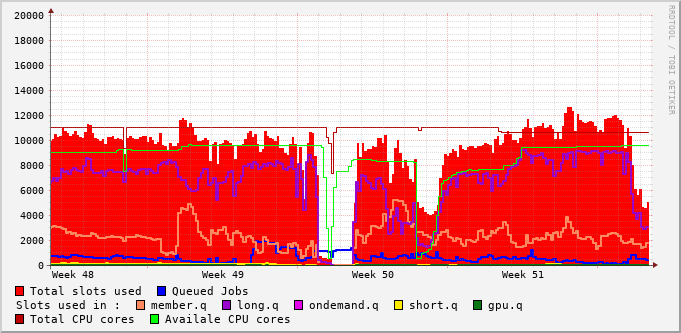 20000
18000
16000
14000
12000
10000
8000
6000
4000
2000
0
Week 48 Week 49 Week 50 Week 51
Total slots used Queued Jobs
Slots used in : member.q long.q ondemand.q short.q gpu.q
Total CPU cores Availale CPU cores
RRDTOOL / TOBI OETIKER